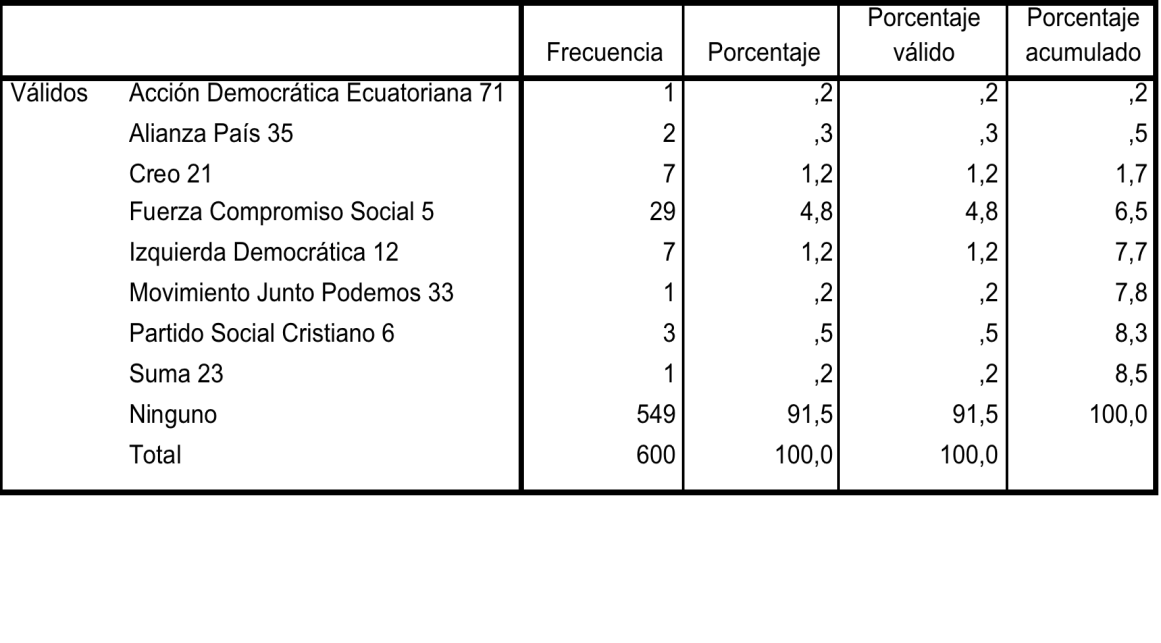 Frecuencia Porcentaje Porcentaje válido Porcentaje acumulado
Válidos Acción Democrática Ecuatoriana 71 1 ,2 ,2 ,2
Alianza País 35 2 ,3 ,3 ,5
Creo 21 7 1,2 1,2 1,7
Fuerza Compromiso Social 5 29 4,8 4,8 6,5
Izquierda Democrática 12 7 1,2 1,2 7,7
Movimiento Junto Podemos 33 1 ,2 ,2 7,8
Partido Social Cristiano 6 3 ,5 ,5 8,3
Suma 23 1 ,2 ,2 8,5
Ninguno 549 91,5 91,5 100,0
Total 600 100,0 100,0